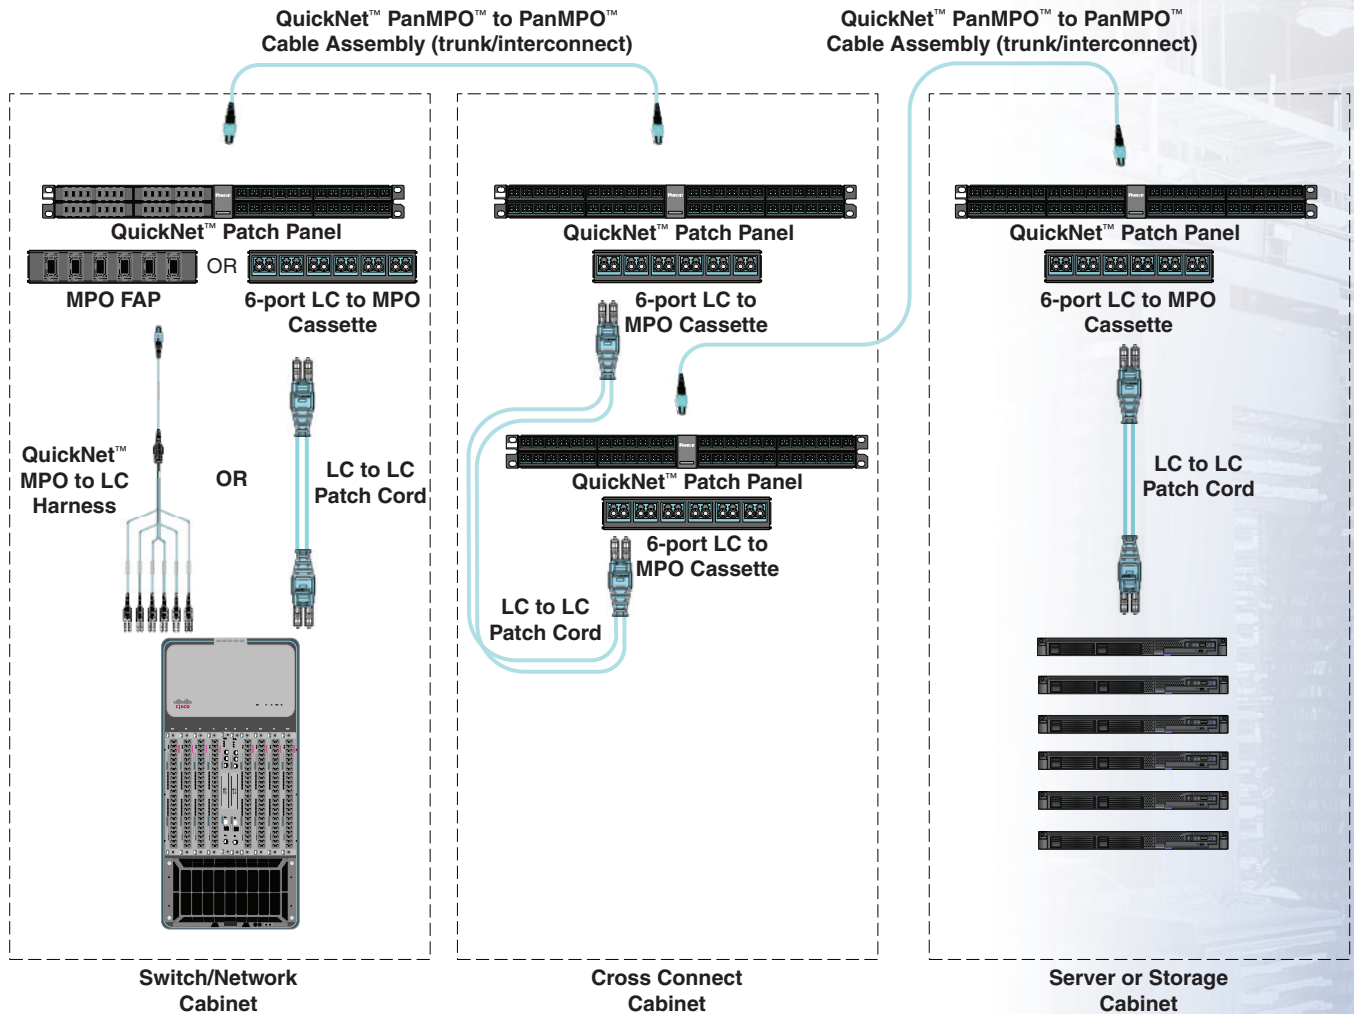 QuickNet™ PanMPO™ to PanMPO™
Cable Assembly (trunk/interconnect)
QuickNet™ PanMPO™ to PanMPO™
Cable Assembly (trunk/interconnect)
QuickNet™ Patch Panel
MPO FAP
OR
6-port LC to MPO
Cassette
QuickNet™
MPO to LC
Harness
OR
LC to LC
Patch Cord
CISCO
Switch/Network
Cabinet
QuickNet™ Patch Panel
6-port LC to
MPO Cassette
QuickNet™ Patch Panel
6-port LC to
MPO Cassette
LC to LC
Patch Cord
Cross Connect
Cabinet
QuickNet™ Patch Panel
6-port LC to MPO
Cassette
LC to LC
Patch Cord
Server or Storage
Cabinet